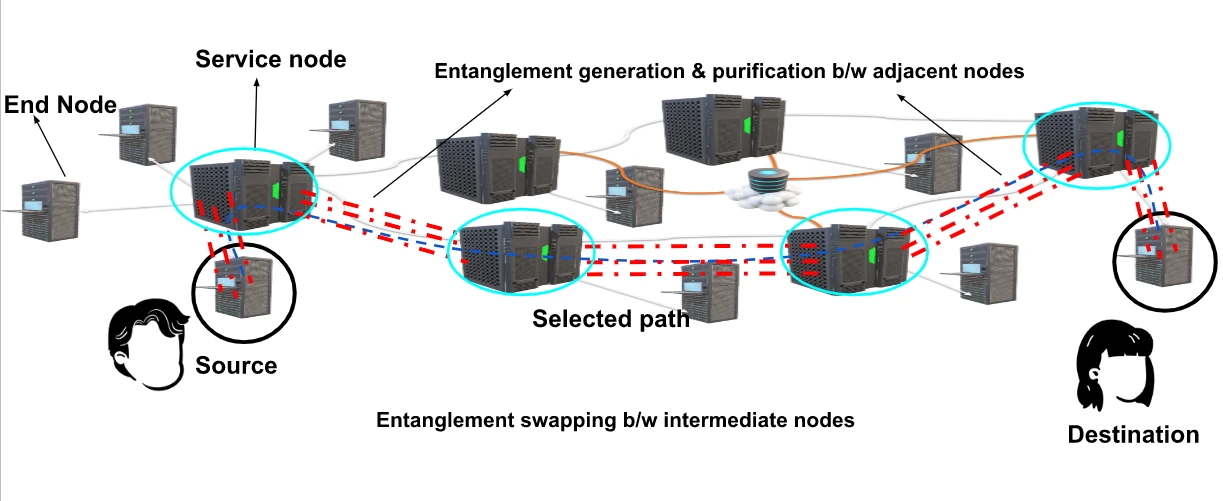 Service node
Entanglement generation & purification b/w adjacent nodes
End Node
Selected path
Source
Entanglement swapping b/w intermediate nodes
Destination